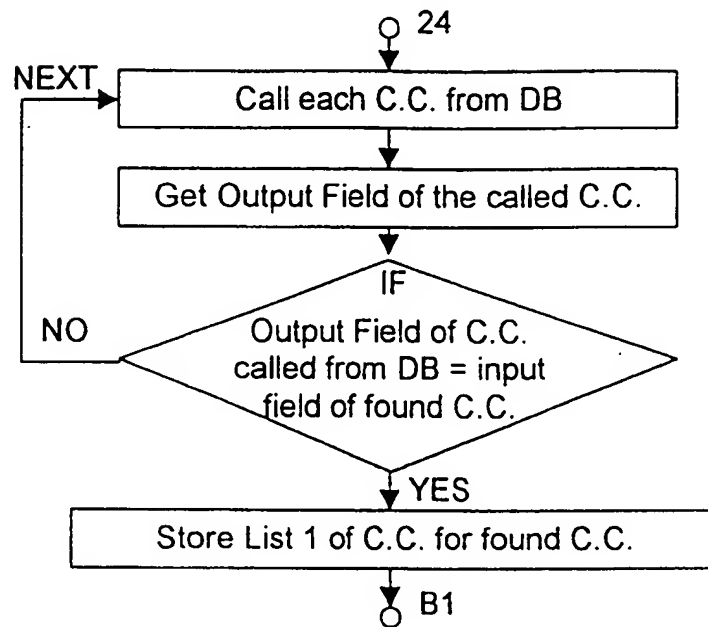 24
NEXT
Call each C.C. from DB
Get Output Field of the called C.C.
IF
NO
Output Field of C.C.
called from DB = input
field of found C.C.
YES
Store List 1 of C.C. for found C.C.
B1